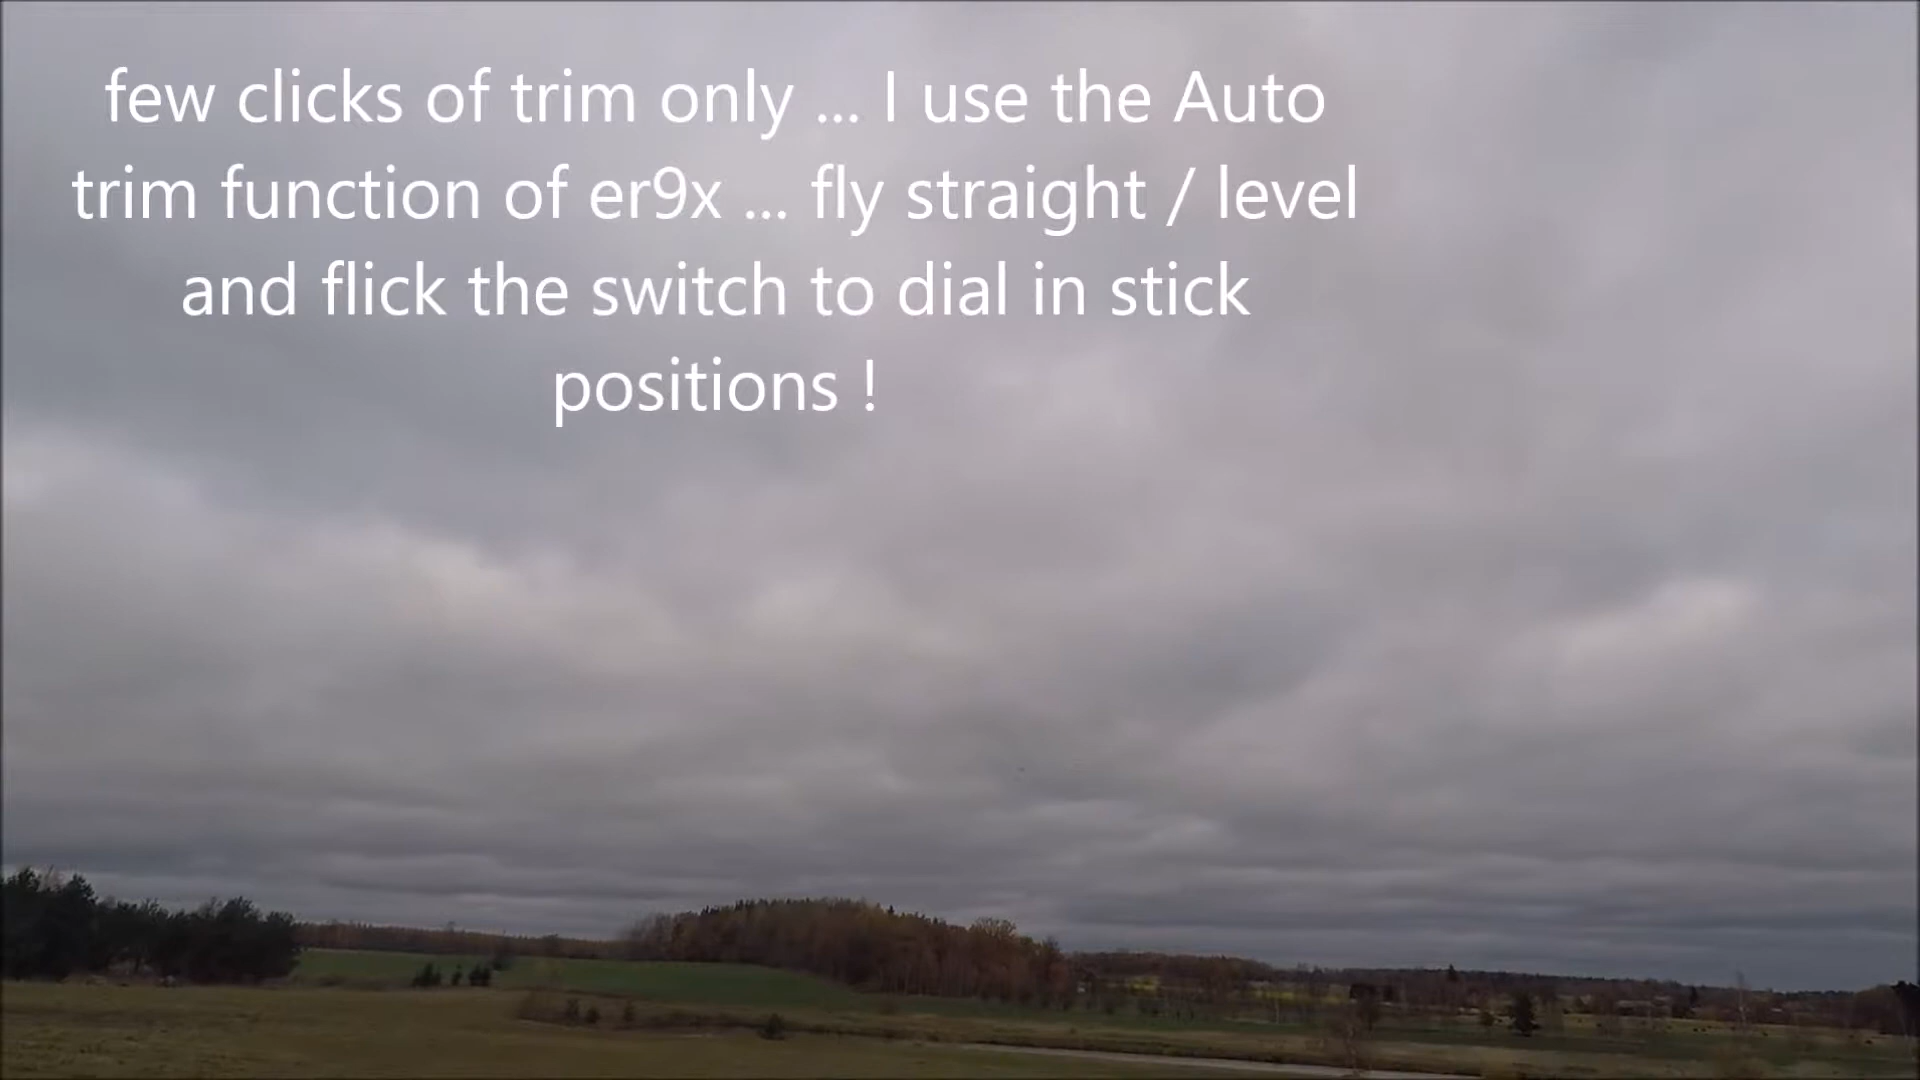 few clicks of trim only ... I use the Auto
trim function of er9x ... fly straight / level
and flick the switch to dial in stick
positions !